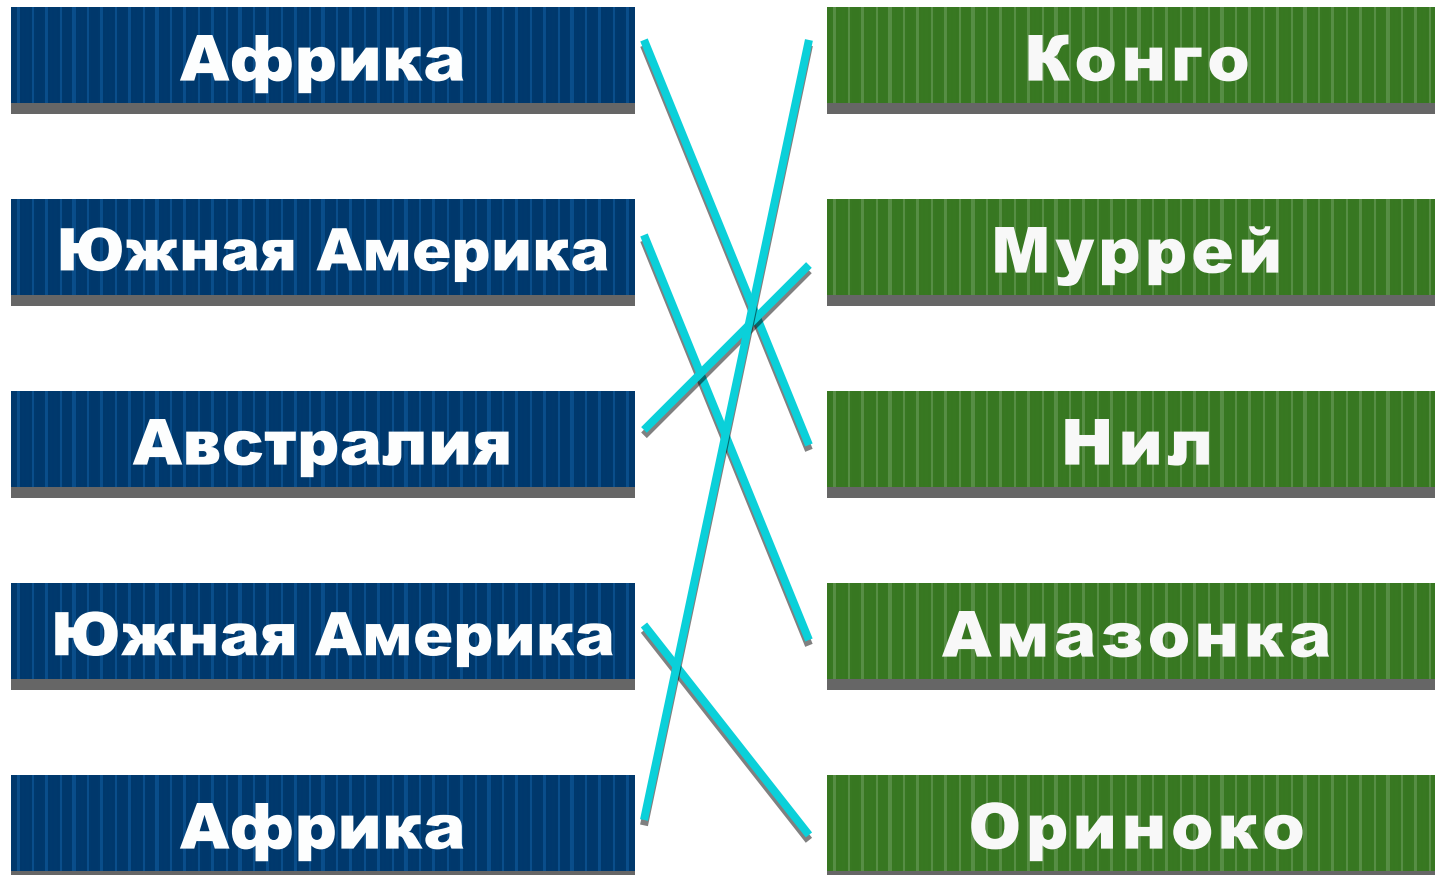 Африка
Конго
Южная Америка
Муррей
Австралия
Нил
Южная Америка
Амазонка
Африка
Ориноко